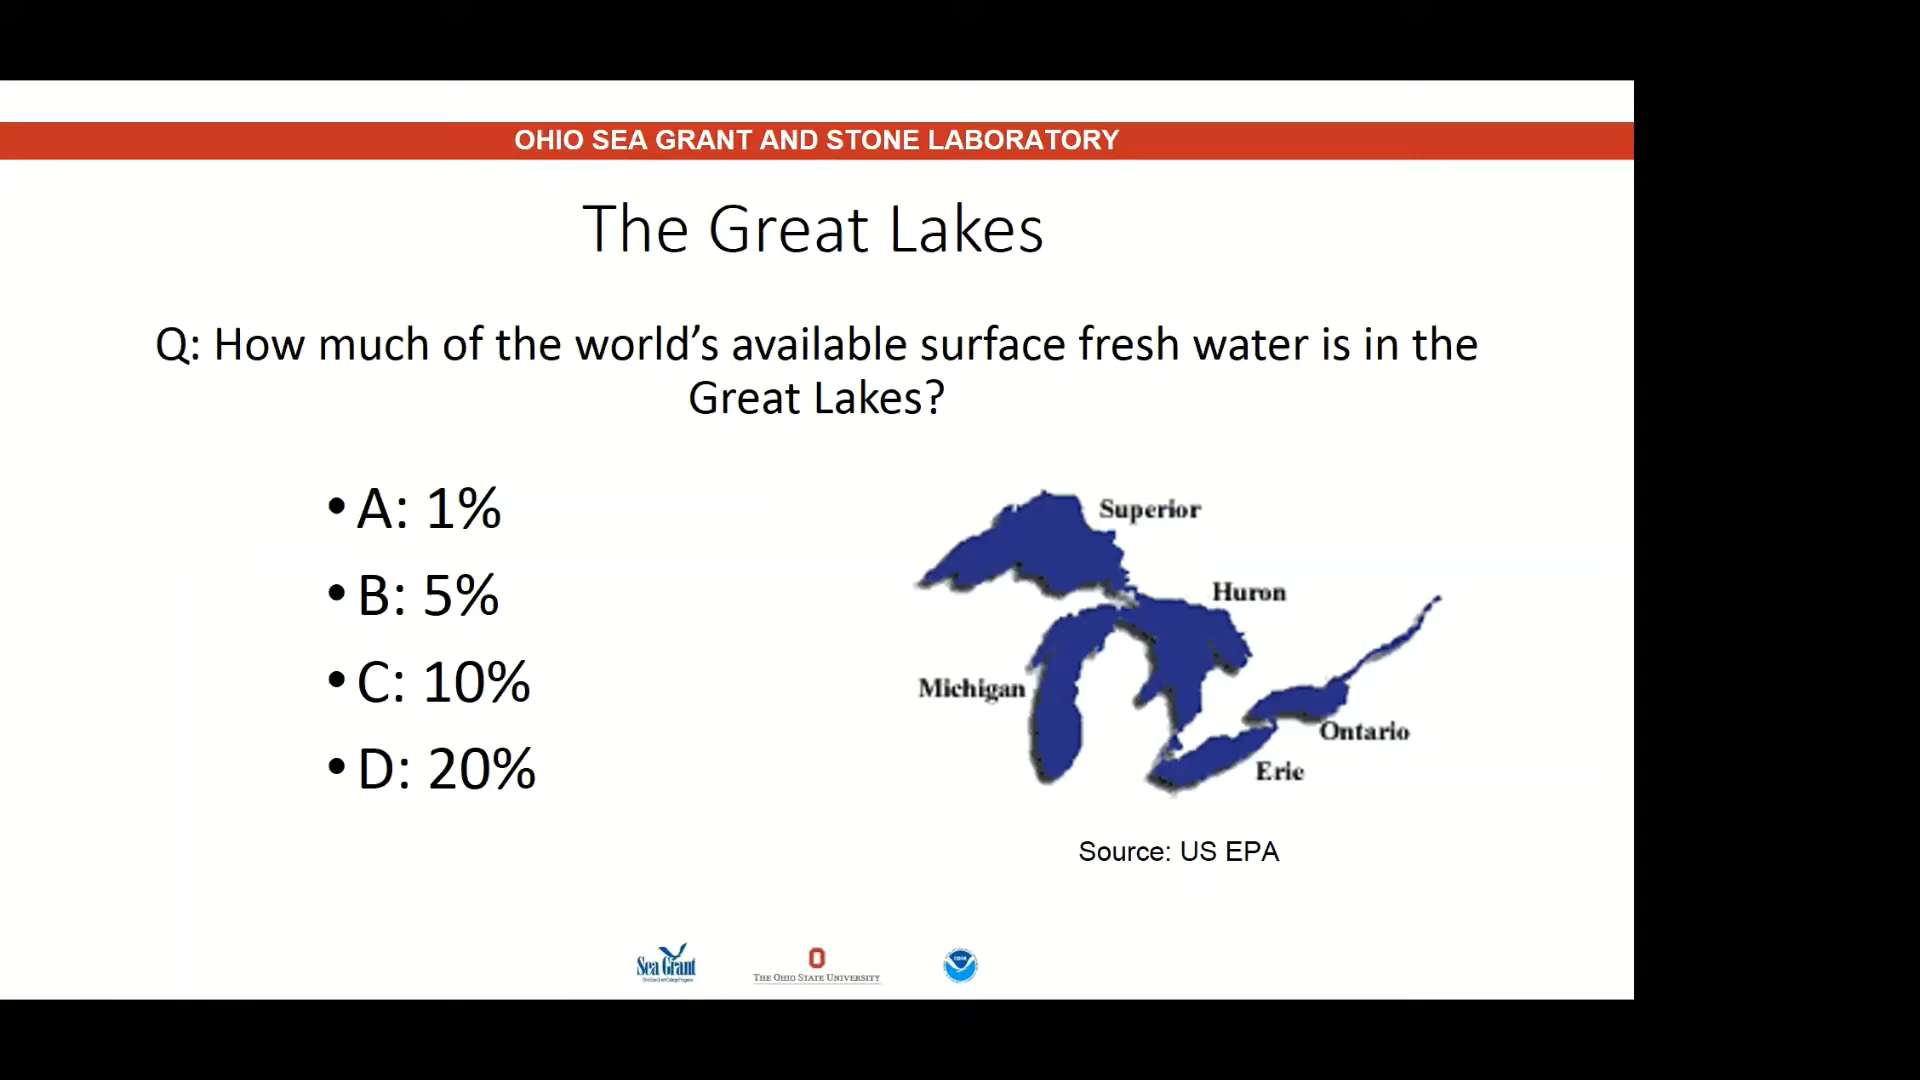 OHIO SEA GRANT AND STONE LABORATORY
The Great Lakes
Q: How much of the world’s available surface fresh water is in the
Great Lakes?
• A: 1%
• B: 5%
• C: 10%
• D: 20%
Superior
Huron
Michigan
Ontario
Erie
Source: US EPA
Sea Grant
THE OHIO STATE UNIVERSITY